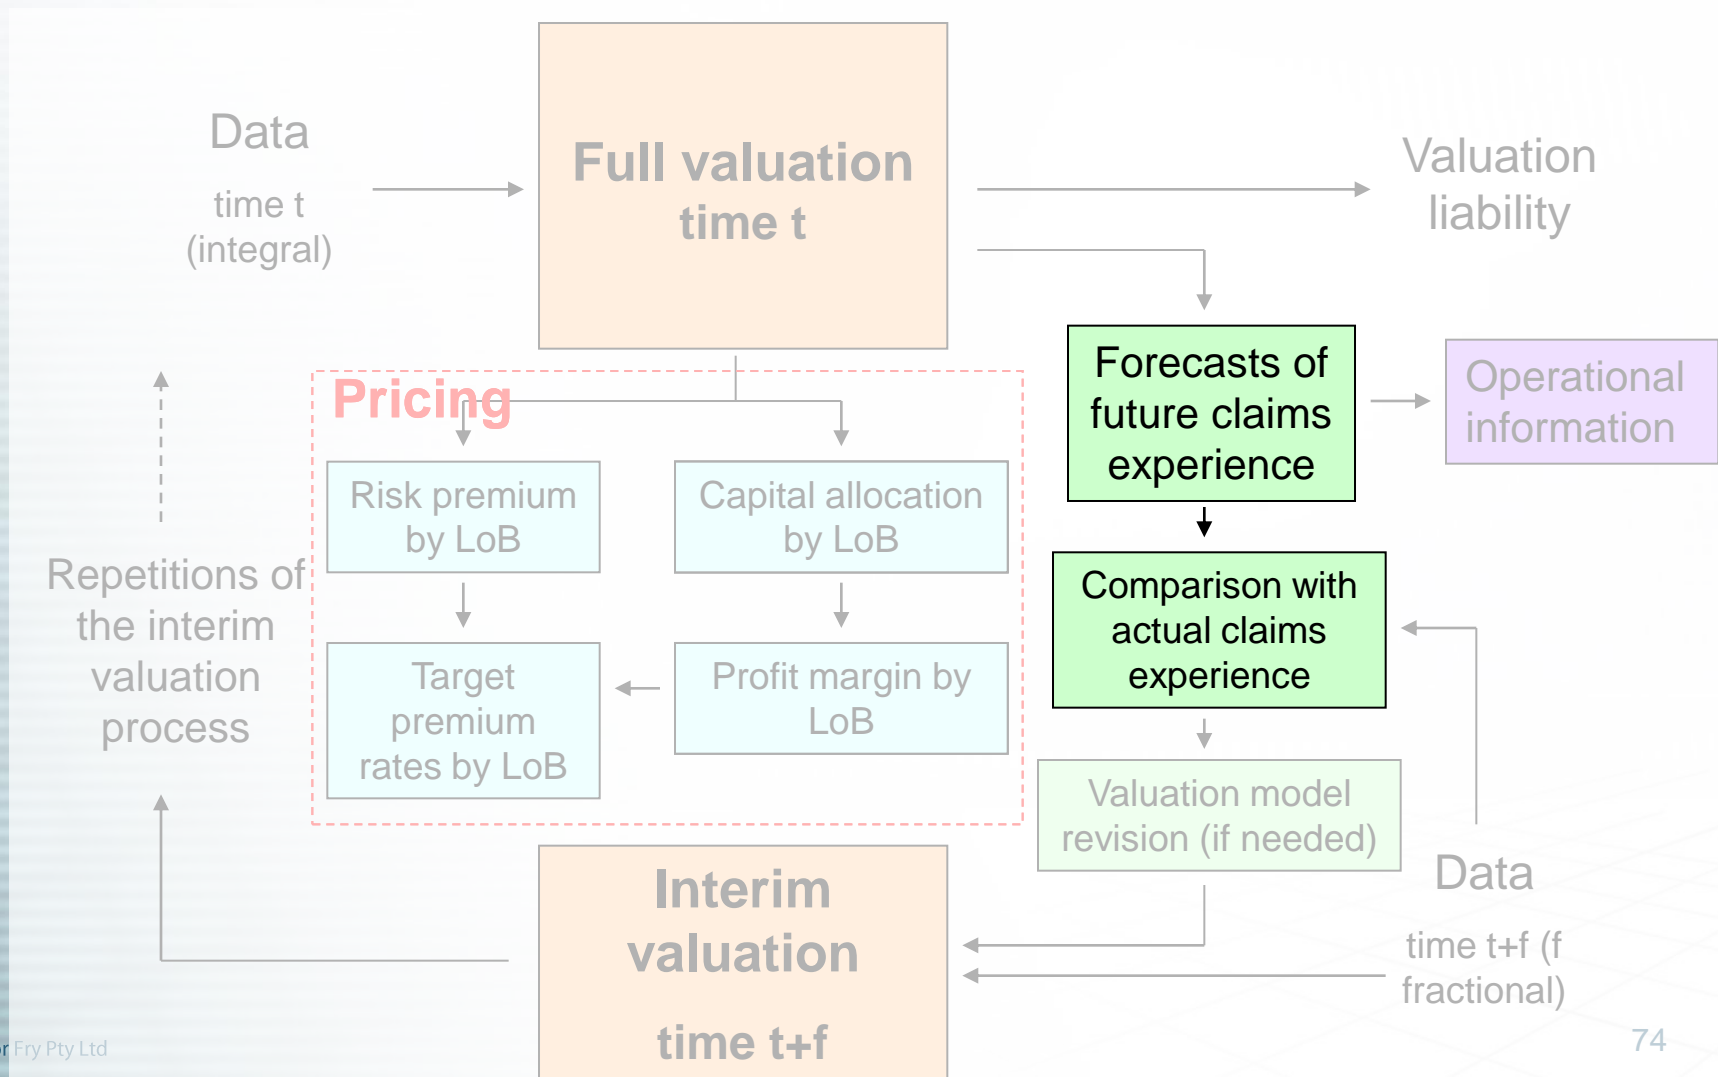 Data
time t
(integral)
Full valuation
time t
Valuation
liability
Pricing
Risk premium
by LoB
Capital allocation
by LoB
Target
premium
rates by LoB
Profit margin by
LoB
Forecasts of
future claims
experience
Operational
information
Comparison with
actual claims
experience
Valuation model
revision (if needed)
Repetitions of
the interim
valuation
process
Interim
valuation
time t+f
Data
time t+f (f
fractional)
r Fry Pty Ltd
74